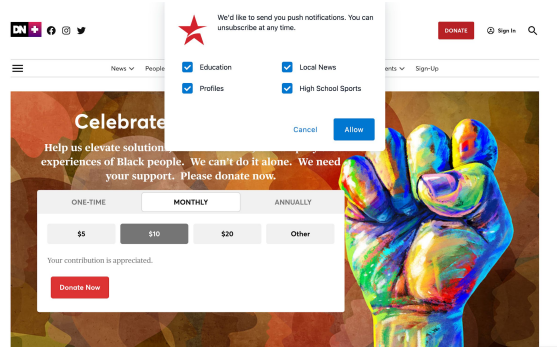 We'd like to send you push notifications. You can
unsubscribe at any time.
DN +
DONATE
Sign In
Education
Local News
News
People
Sign-Up
Profiles
High School Sports
Cancel
Allow
Celebrate
Help us elevate
experiences of Black people. We can't do it alone. We need
your support. Please donate now.
ONE-TIME
MONTHLY
ANNUALLY
$5
$10
$20
Other
Your contribution is appreciated.
Donate Now